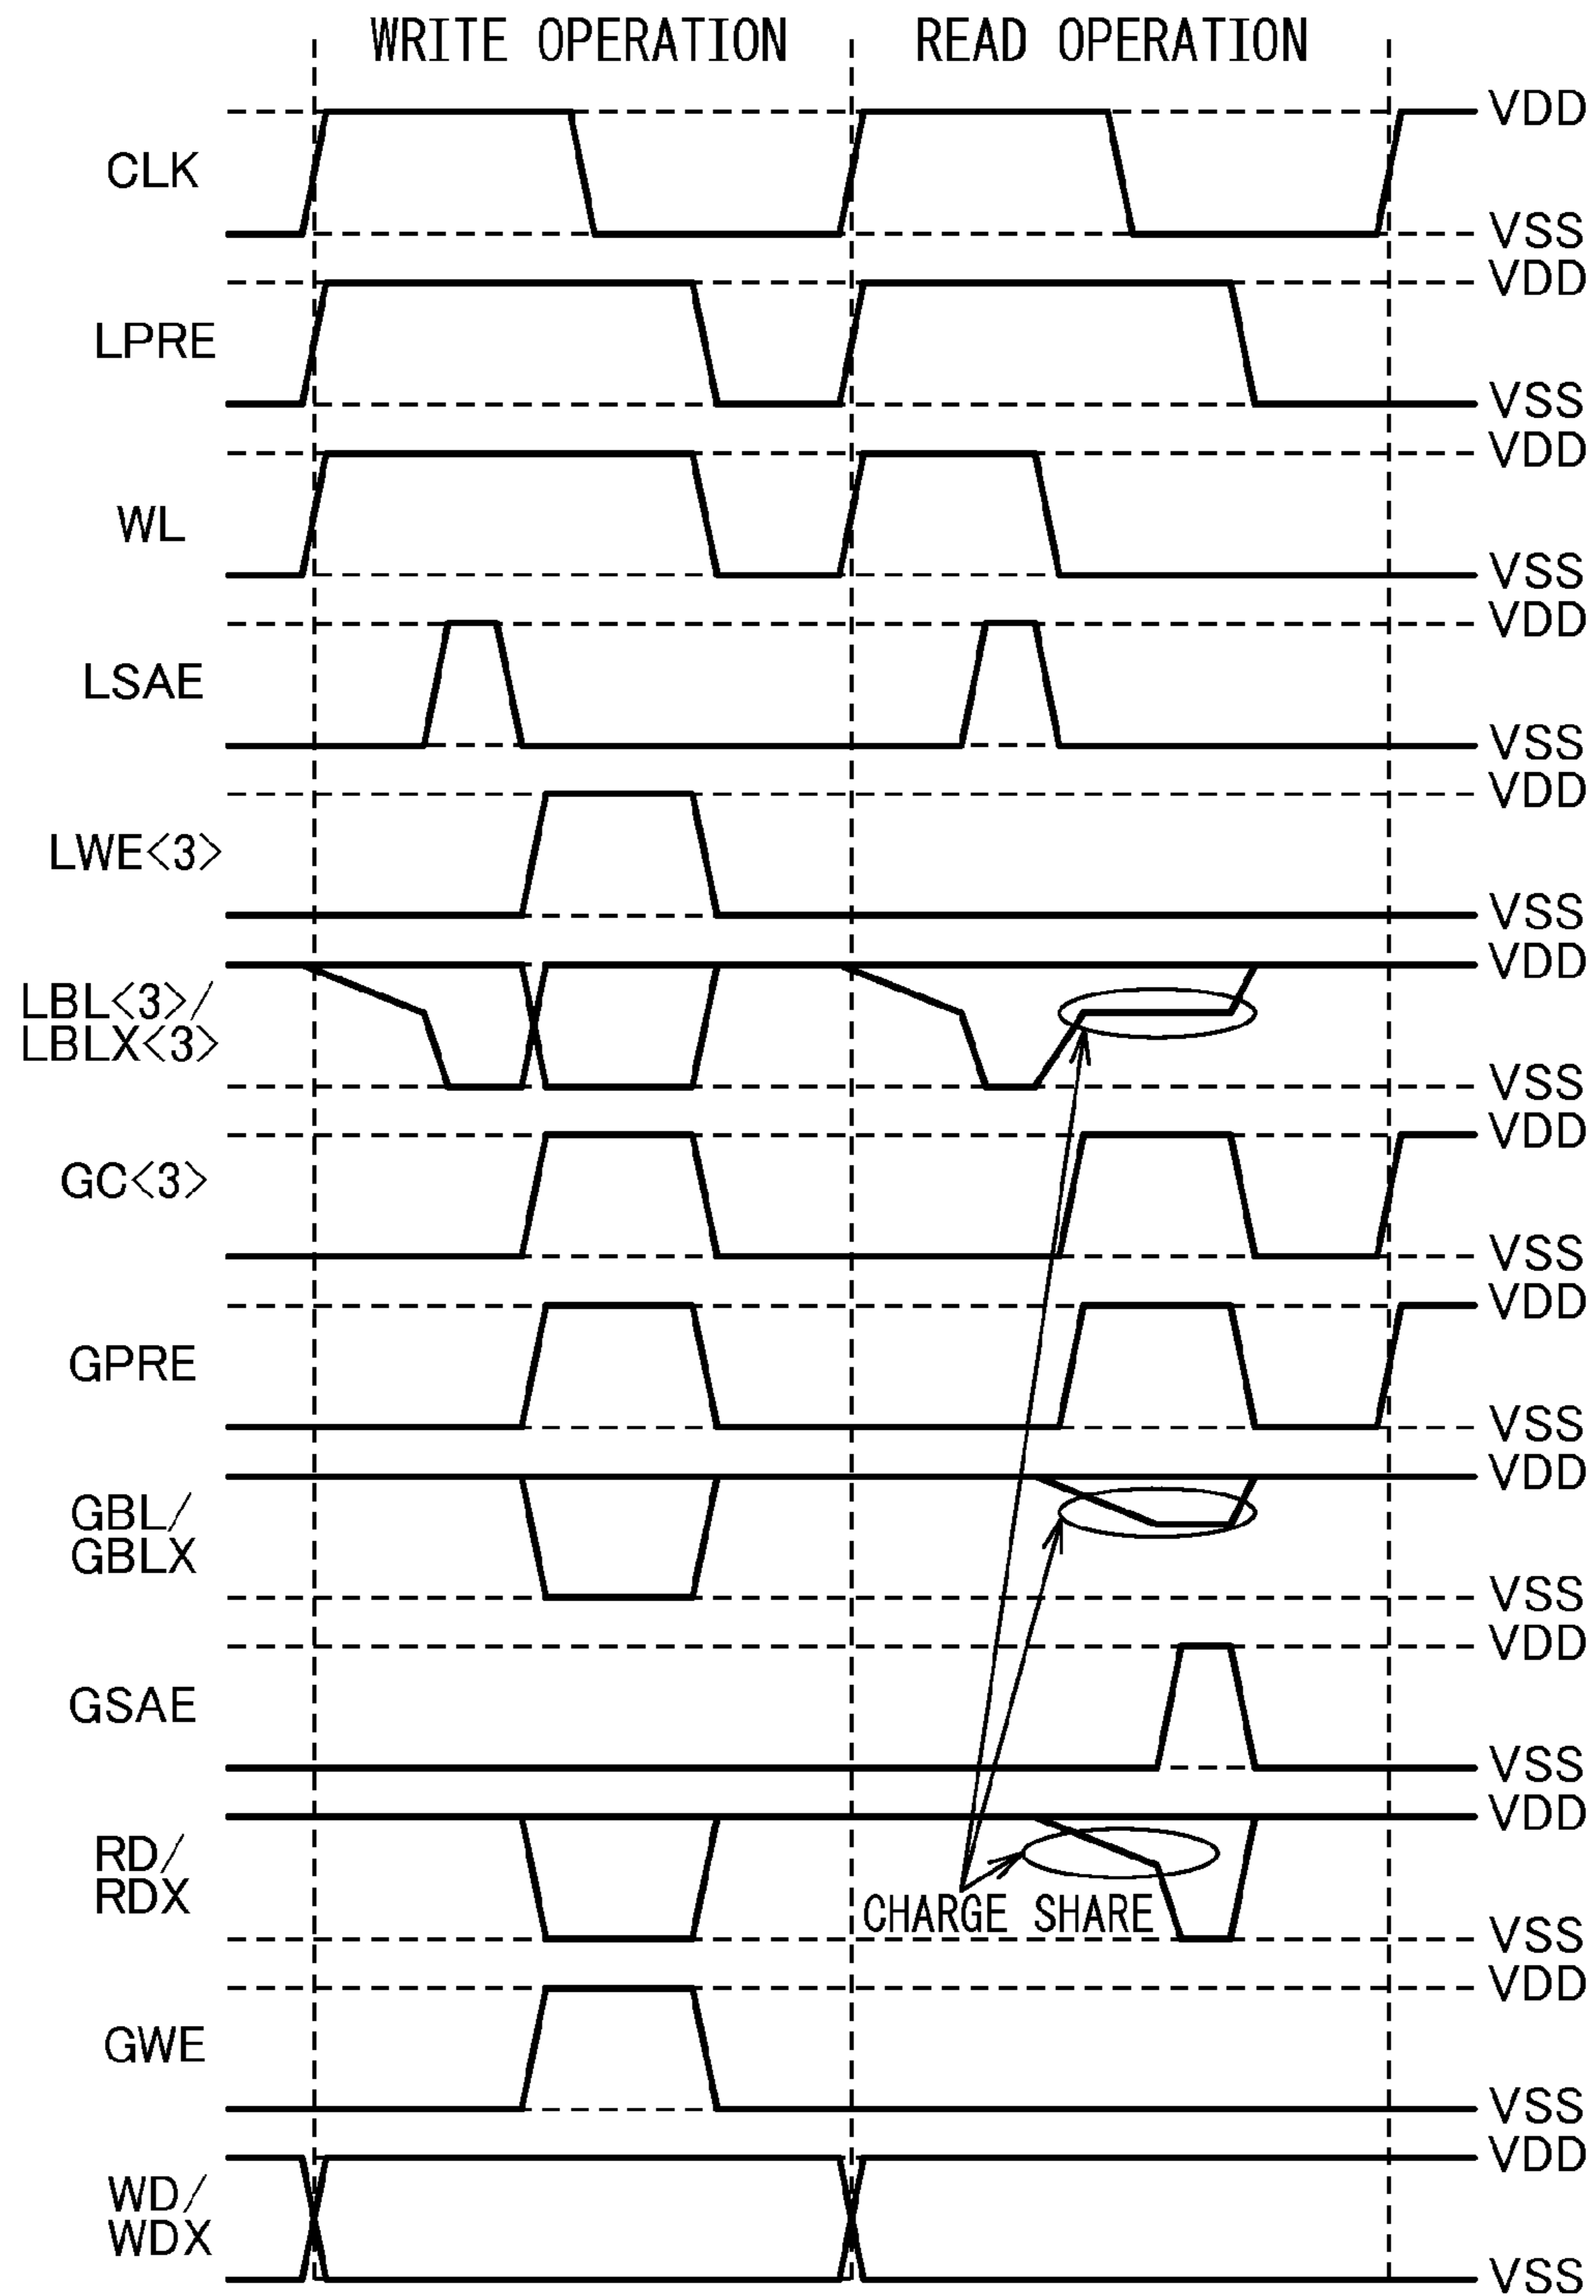 WRITE OPERATION READ OPERATION
VDD
CLK
VSS
VDD
LPRE
VSS
VDD
WL
VSS
VDD
LSAE
VSS
VDD
LWE<3>
VSS
VDD
LBL<3>/
LBLX<3>
VSS
VDD
GC<3>
VSS
VDD
GPRE
VSS
VDD
GBL/
GBLX
VSS
VDD
GSAE
VSS
VDD
RD/
RDX
CHARGE SHARE
VSS
VDD
GWE
VSS
VDD
WD/
WDX
VSS